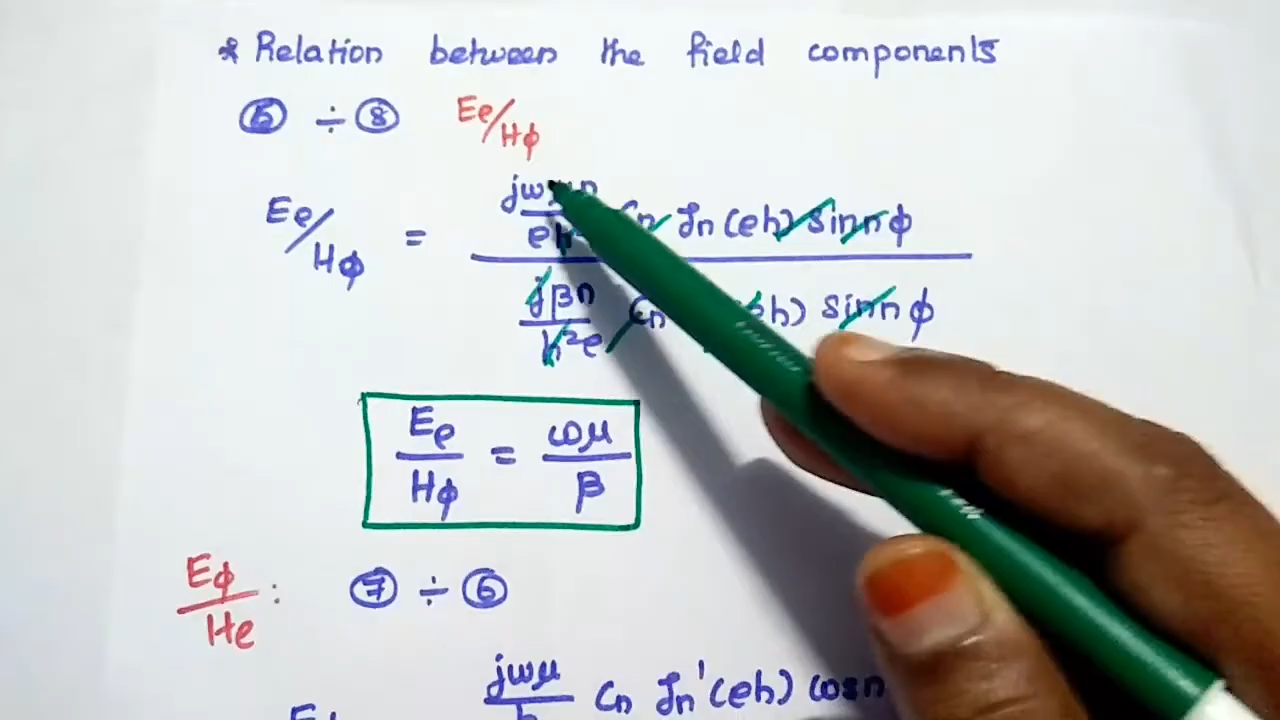 * Relation between the field components
⑤ ÷ ⑧ Eρ/Hϕ
jωμn
Eρ/Hϕ = ρh² Cn Jn(ρh) sinnϕ
jβn
h²ρ Cn h) sinnϕ
Eρ ωμ
=
Hϕ β
Eϕ
Hρ : ⑦ ÷ ⑥
jωμ
h Cn Jn'(ρh) cosn